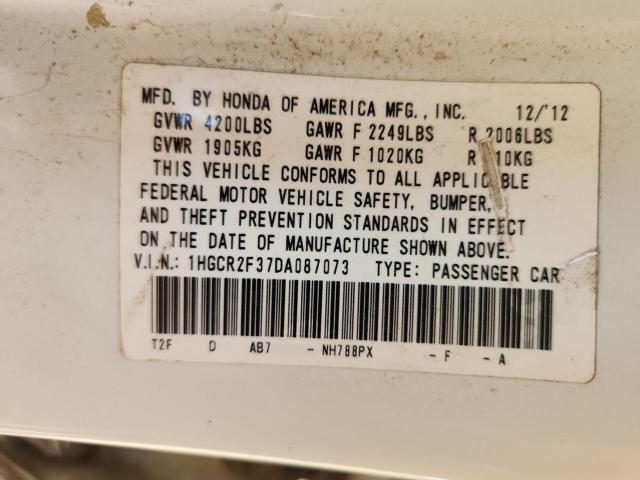 MFD. BY HONDA OF AMERICA MFG., INC. 12/'12
GVWR 4200LBS GAWR F 2249LBS R 2006LBS
GVWR 1905KG GAWR F 1020KG R 10KG
THIS VEHICLE CONFORMS TO ALL APPLICABLE
FEDERAL MOTOR VEHICLE SAFETY, BUMPER,
AND THEFT PREVENTION STANDARDS IN EFFECT
ON THE DATE OF MANUFACTURE SHOWN ABOVE.
V.I.N.: 1HGCR2F37DA087073 TYPE: PASSENGER CAR
T2F D AB7 - NH788PX - F - A